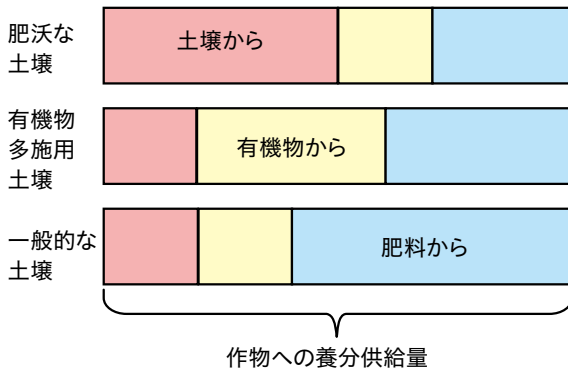 肥沃な
土壌
土壌から
有機物
多施用
土壌
有機物から
一般的な
土壌
肥料から
作物への養分供給量